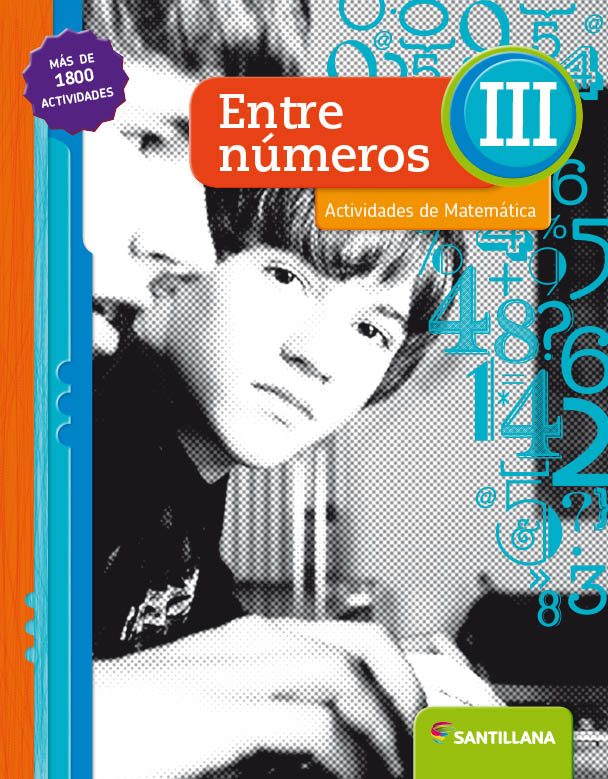 MÁS DE
1800
ACTIVIDADES
Entre
números
III
Actividades de Matemática
SANTILLANA